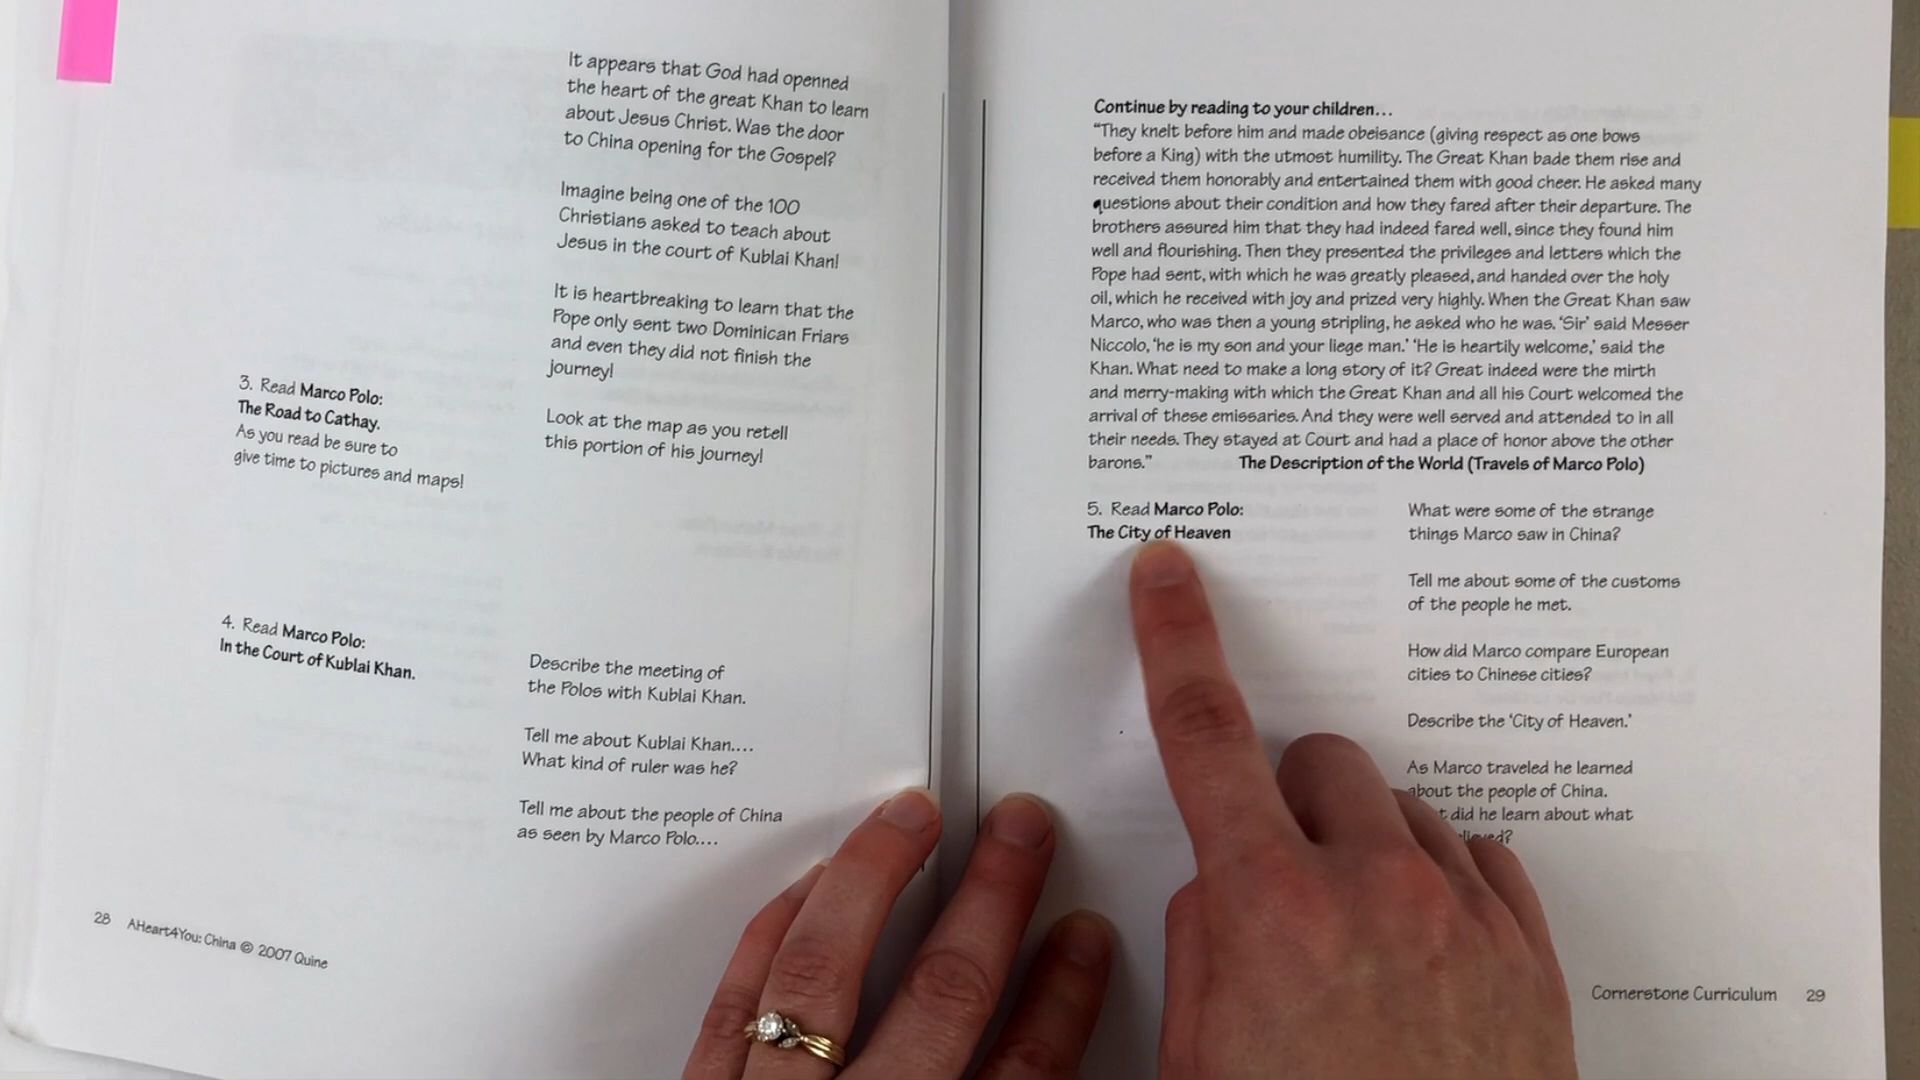 It appears that God had openned
the heart of the great Khan to learn
about Jesus Christ. Was the door
to China opening for the Gospel?
Imagine being one of the 100
Christians asked to teach about
Jesus in the court of Kublai Khan!
It is heartbreaking to learn that the
Pope only sent two Dominican Friars
and even they did not finish the
journey!
3. Read Marco Polo:
The Road to Cathay.
As you read be sure to
give time to pictures and maps!
Look at the map as you retell
this portion of his journey!
4. Read Marco Polo:
In the Court of Kublai Khan.
Describe the meeting of
the Polos with Kublai Khan.
Tell me about Kublai Khan....
What kind of ruler was he?
Tell me about the people of China
as seen by Marco Polo....
28 AHeart4You: China © 2007 Quine
Continue by reading to your children...
"They knelt before him and made obeisance (giving respect as one bows
before a King) with the utmost humility. The Great Khan bade them rise and
received them honorably and entertained them with good cheer. He asked many
questions about their condition and how they fared after their departure. The
brothers assured him that they had indeed fared well, since they found him
well and flourishing. Then they presented the privileges and letters which the
Pope had sent, with which he was greatly pleased, and handed over the holy
oil, which he received with joy and prized very highly. When the Great Khan saw
Marco, who was then a young stripling, he asked who he was. 'Sir' said Messer
Niccolo, 'he is my son and your liege man.' 'He is heartily welcome,' said the
Khan. What need to make a long story of it? Great indeed were the mirth
and merry-making with which the Great Khan and all his Court welcomed the
arrival of these emissaries. And they were well served and attended to in all
their needs. They stayed at Court and had a place of honor above the other
barons." The Description of the World (Travels of Marco Polo)
5. Read Marco Polo:
The City of Heaven
What were some of the strange
things Marco saw in China?
Tell me about some of the customs
of the people he met.
How did Marco compare European
cities to Chinese cities?
Describe the 'City of Heaven.'
As Marco traveled he learned
about the people of China.
did he learn about what
Cornerstone Curriculum 29